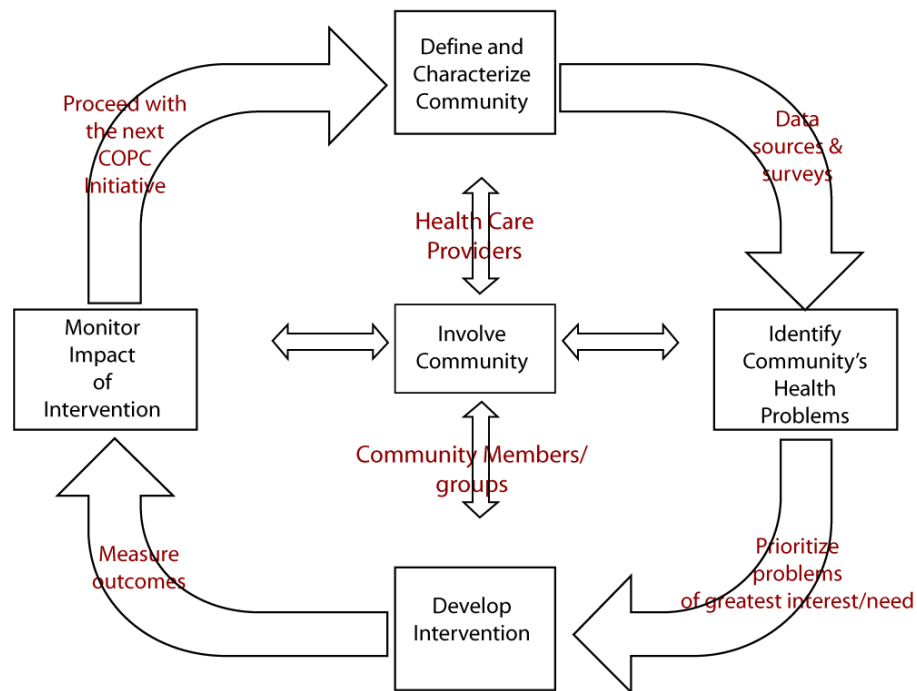 Define and
Characterize
Community
Proceed with
the next
COPC
Initiative
Data
sources &
surveys
Health Care
Providers
Monitor
Impact
of
Intervention
Involve
Community
Identify
Community's
Health
Problems
Community Members/
groups
Measure
outcomes
Prioritize
problems
of greatest interest/need
Develop
Intervention